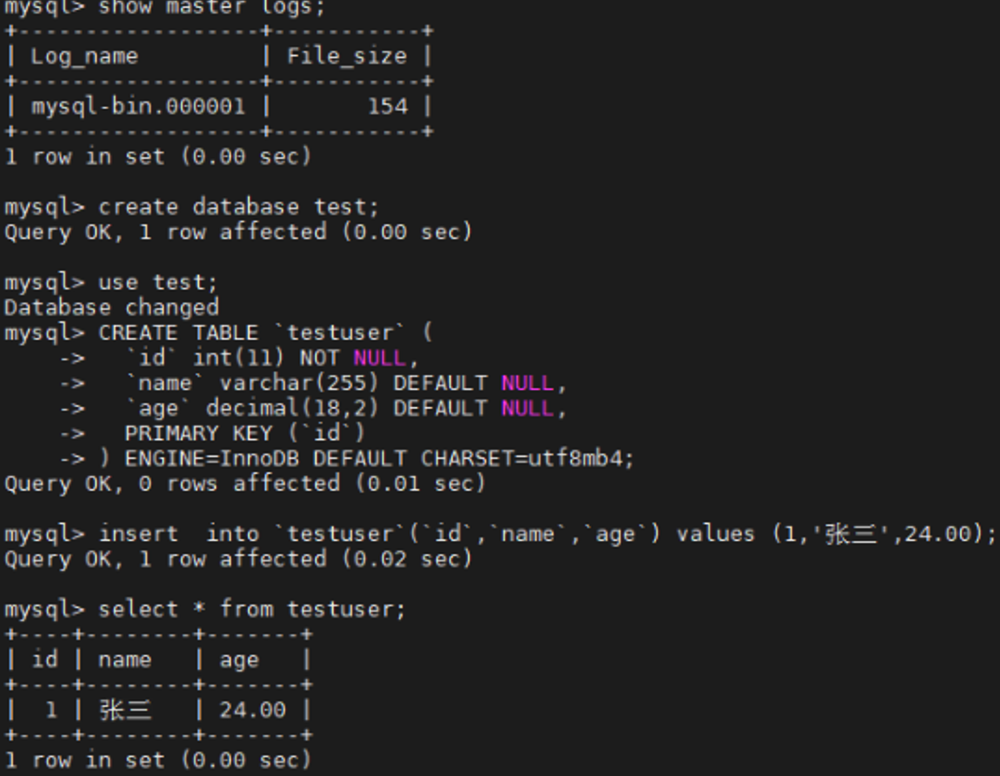 mysql> show master logs;
+------------------+-----------+
| Log_name         | File_size |
+------------------+-----------+
| mysql-bin.000001 |       154 |
+------------------+-----------+
1 row in set (0.00 sec)

mysql> create database test;
Query OK, 1 row affected (0.00 sec)

mysql> use test;
Database changed
mysql> CREATE TABLE `testuser` (
    ->   `id` int(11) NOT NULL,
    ->   `name` varchar(255) DEFAULT NULL,
    ->   `age` decimal(18,2) DEFAULT NULL,
    ->   PRIMARY KEY (`id`)
    -> ) ENGINE=InnoDB DEFAULT CHARSET=utf8mb4;
Query OK, 0 rows affected (0.01 sec)

mysql> insert  into `testuser`(`id`,`name`,`age`) values (1,'张三',24.00);
Query OK, 1 row affected (0.02 sec)

mysql> select * from testuser;
+----+--------+-------+
| id | name   | age   |
+----+--------+-------+
|  1 | 张三   | 24.00 |
+----+--------+-------+
1 row in set (0.00 sec)